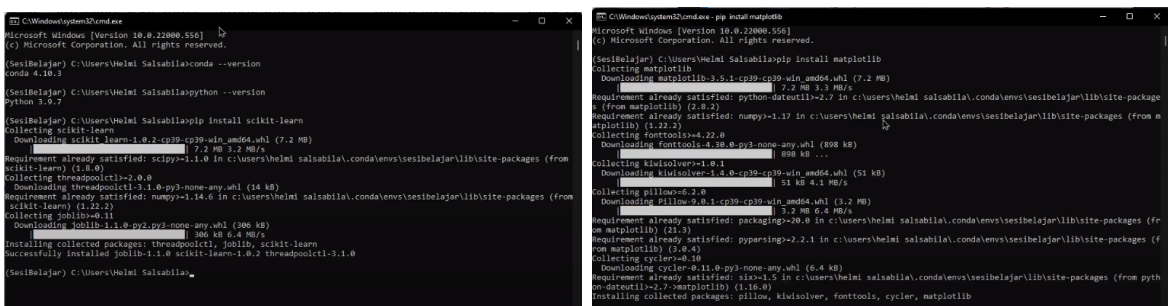 C:\Windows\system32\cmd.exe
Microsoft Windows [Version 10.0.22000.556]
(c) Microsoft Corporation. All rights reserved.
(SesiBelajar) C:\Users\Helmi Salsabila>conda --version
conda 4.10.3
(SesiBelajar) C:\Users\Helmi Salsabila>python --version
Python 3.9.7
(SesiBelajar) C:\Users\Helmi Salsabila>pip install scikit-learn
Collecting scikit-learn
Downloading scikit_learn-1.0.2-cp39-cp39-win_amd64.whl (7.2 MB)
| 7.2 MB 3.2 MB/s
Requirement already satisfied: scipy>=1.1.0 in c:\users\helmi salsabila\.conda\envs\sesibelajar\lib\site-packages (from
scikit-learn) (1.8.0)
Collecting threadpoolctl>=2.0.0
Downloading threadpoolctl-3.1.0-py3-none-any.whl (14 kB)
Requirement already satisfied: numpy>=1.14.6 in c:\users\helmi salsabila\.conda\envs\sesibelajar\lib\site-packages (from
scikit-learn) (1.22.2)
Collecting joblib>=0.11
Downloading joblib-1.1.0-py2.py3-none-any.whl (306 kB)
| 306 kB 6.4 MB/s
Installing collected packages: threadpoolctl, joblib, scikit-learn
Successfully installed joblib-1.1.0 scikit-learn-1.0.2 threadpoolctl-3.1.0
(SesiBelajar) C:\Users\Helmi Salsabila>
C:\Windows\system32\cmd.exe - pip install matplotlib
Microsoft Windows [Version 10.0.22000.556]
(c) Microsoft Corporation. All rights reserved.
(SesiBelajar) C:\Users\Helmi Salsabila>pip install matplotlib
Collecting matplotlib
Downloading matplotlib-3.5.1-cp39-cp39-win_amd64.whl (7.2 MB)
| 7.2 MB 3.3 MB/s
Requirement already satisfied: python-dateutil>=2.7 in c:\users\helmi salsabila\.conda\envs\sesibelajar\lib\site-package
s (from matplotlib) (2.8.2)
Requirement already satisfied: numpy>=1.17 in c:\users\helmi salsabila\.conda\envs\sesibelajar\lib\site-packages (from m
atplotlib) (1.22.2)
Collecting fonttools>=4.22.0
Downloading fonttools-4.30.0-py3-none-any.whl (898 kB)
| 898 kB ...
Collecting kiwisolver>=1.0.1
Downloading kiwisolver-1.4.0-cp39-cp39-win_amd64.whl (51 kB)
| 51 kB 4.1 MB/s
Collecting pillow>=6.2.0
Downloading Pillow-9.0.1-cp39-cp39-win_amd64.whl (3.2 MB)
| 3.2 MB 6.4 MB/s
Requirement already satisfied: packaging>=20.0 in c:\users\helmi salsabila\.conda\envs\sesibelajar\lib\site-packages (fr
om matplotlib) (21.3)
Requirement already satisfied: pyparsing>=2.2.1 in c:\users\helmi salsabila\.conda\envs\sesibelajar\lib\site-packages (f
rom matplotlib) (3.0.4)
Collecting cycler>=0.10
Downloading cycler-0.11.0-py3-none-any.whl (6.4 kB)
Requirement already satisfied: six>=1.5 in c:\users\helmi salsabila\.conda\envs\sesibelajar\lib\site-packages (from pyth
on-dateutil>=2.7->matplotlib) (1.16.0)
Installing collected packages: pillow, kiwisolver, fonttools, cycler, matplotlib